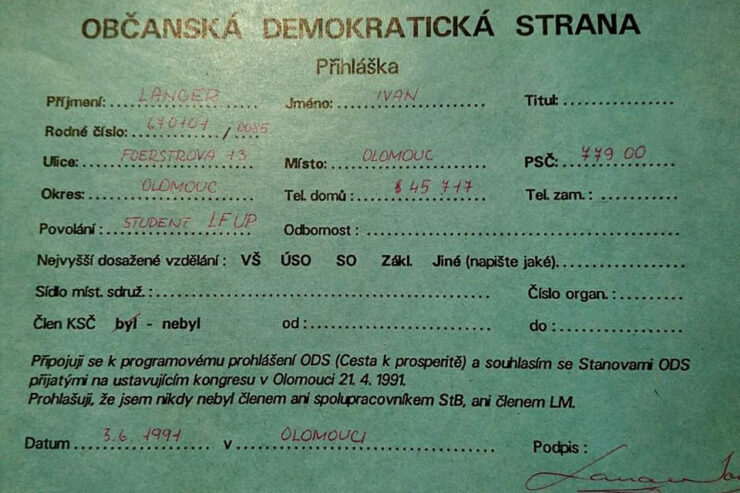 OBČANSKÁ DEMOKRATICKÁ STRANA
Přihláška
Příjmení: LANGER Jméno: IVAN Titul:
Rodné číslo: 670101 / 0085
Ulice: FOERSTROVA 13 Místo: OLOMOUC PSČ: 779 00
Okres: OLOMOUC Tel. domů: 45 717 Tel. zam.:
Povolání: STUDENT LF UP Odbornost:
Nejvyšší dosažené vzdělání: VŠ ÚSO SO Zákl. Jiné (napište jaké)
Sídlo míst. sdruž.: Číslo organ.:
Člen KSČ byl - nebyl od: do:
Připojuji se k programovému prohlášení ODS (Cesta k prosperitě) a souhlasím se Stanovami ODS
přijatými na ustavujícím kongresu v Olomouci 21. 4. 1991.
Prohlašuji, že jsem nikdy nebyl členem ani spolupracovníkem StB, ani členem LM.
Datum 3.6 1991 v OLOMOUCI Podpis: